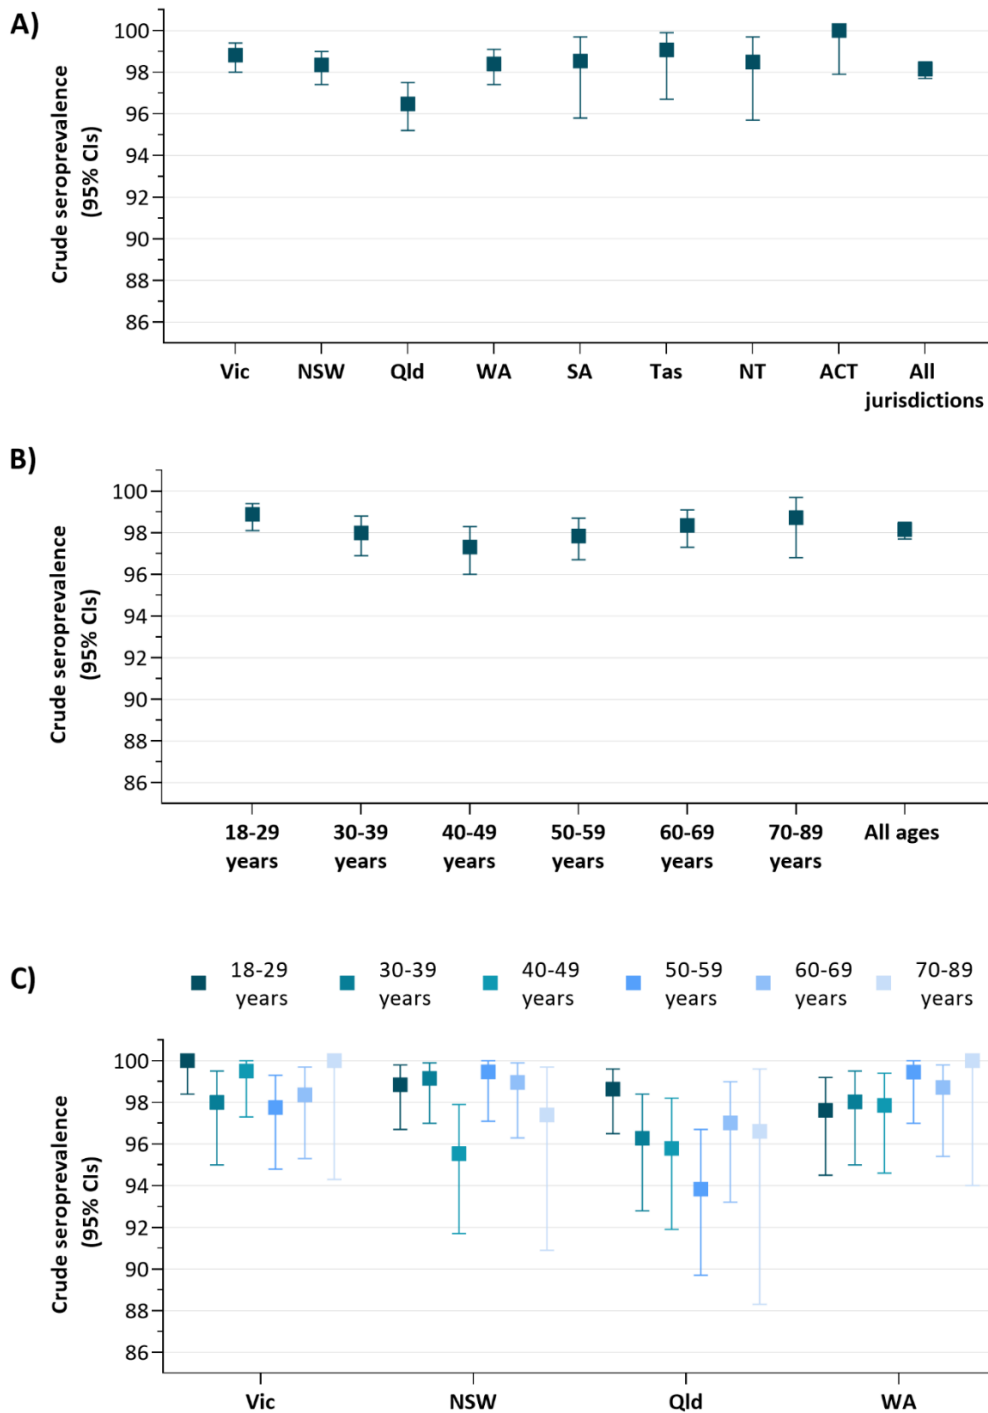 A)
Crude seroprevalence
(95% CIs)
100
98
96
94
92
90
88
86
Vic NSW Qld WA SA Tas NT ACT All
jurisdictions
B)
Crude seroprevalence
(95% CIs)
100
98
96
94
92
90
88
86
18-29 30-39 40-49 50-59 60-69 70-89 All ages
years years years years years years
C)
18-29 30-39 40-49 50-59 60-69 70-89
years years years years years years
Crude seroprevalence
(95% CIs)
100
98
96
94
92
90
88
86
Vic NSW Qld WA